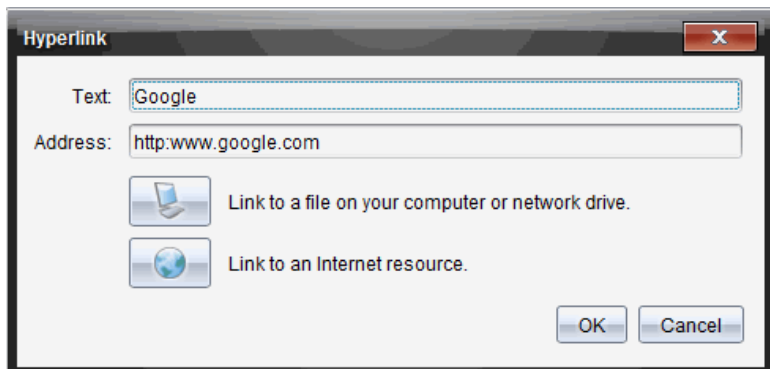 Hyperlink
Text: Google
Address: http:www.google.com
Link to a file on your computer or network drive.
Link to an Internet resource.
OK Cancel